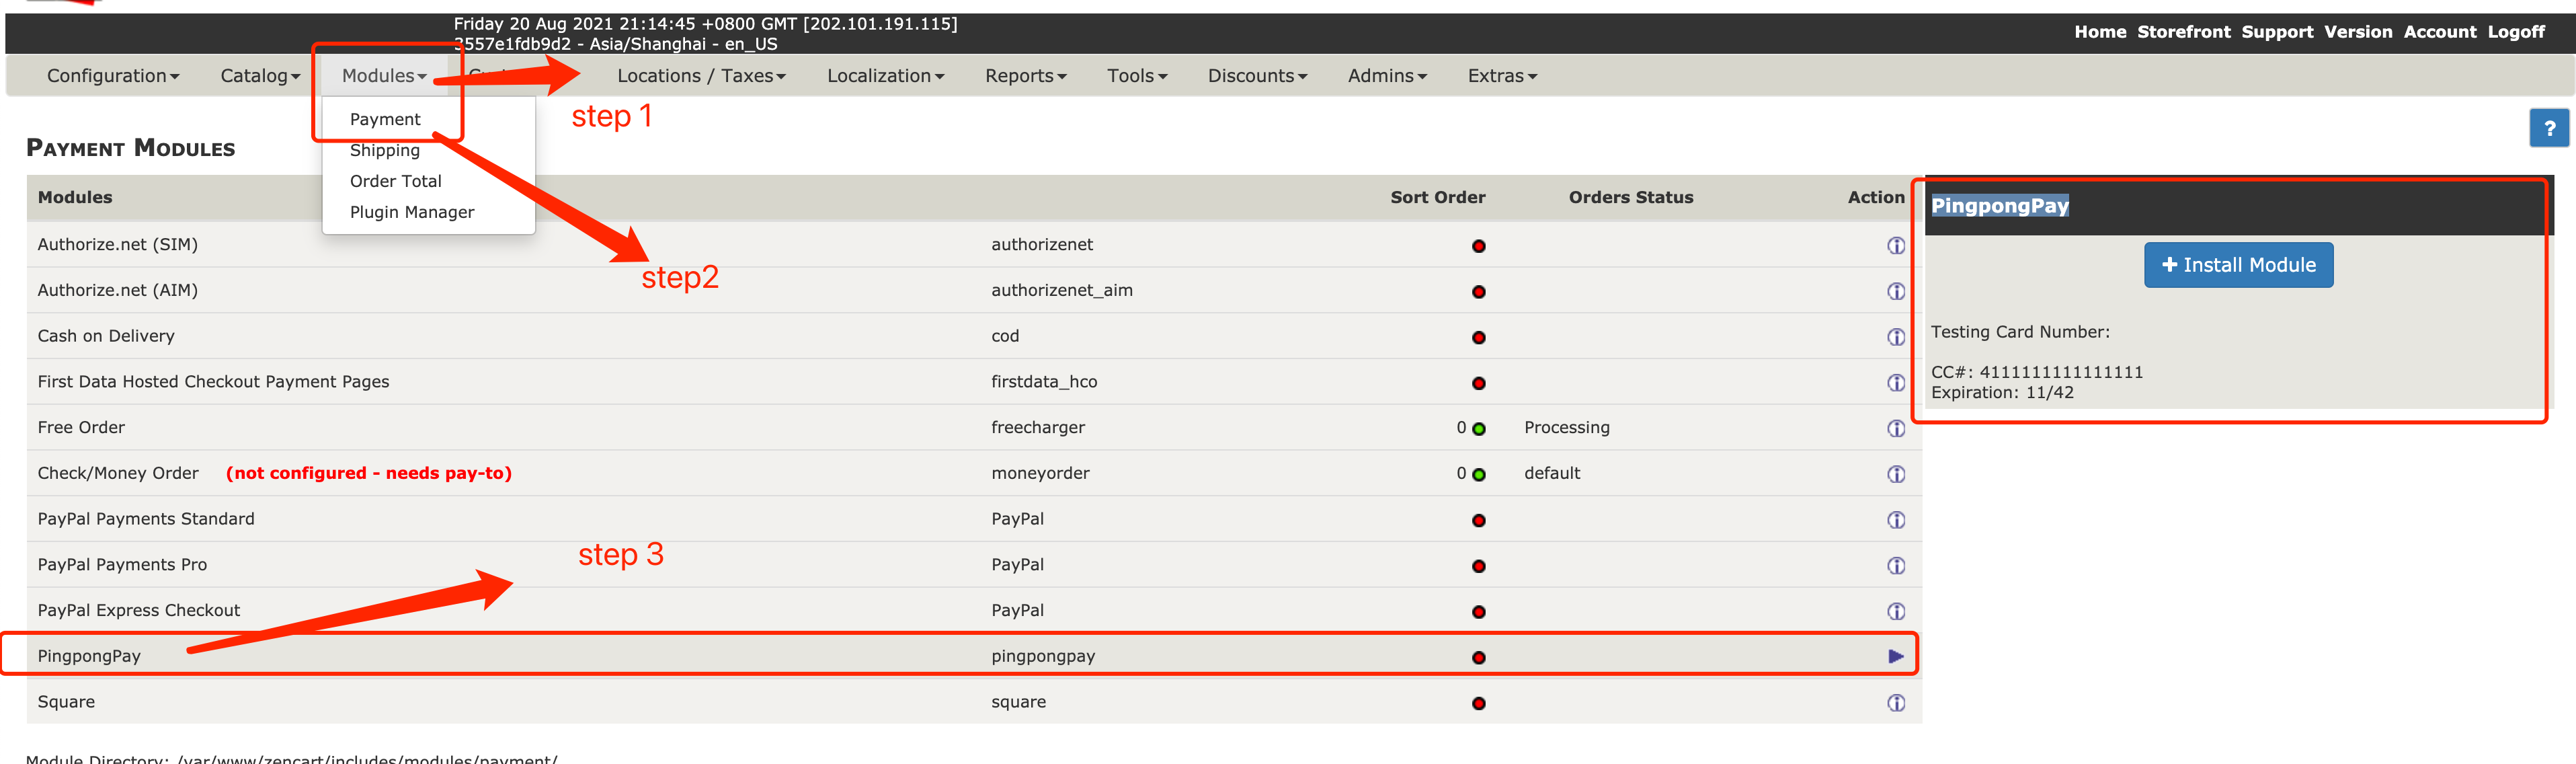 Friday 20 Aug 2021 21:14:45 +0800 GMT [202.101.191.115]
3557e1fdb9d2 - Asia/Shanghai - en_US
Home Storefront Support Version Account Logoff
Configuration Catalog Modules Locations / Taxes Localization Reports Tools Discounts Admins Extras
step 1
Payment
Shipping
Order Total
Plugin Manager
step2
?
PAYMENT MODULES
Modules Sort Order Orders Status Action
Authorize.net (SIM) authorizenet
Authorize.net (AIM) authorizenet_aim
Cash on Delivery cod
First Data Hosted Checkout Payment Pages firstdata_hco
Free Order freecharger 0 Processing
Check/Money Order (not configured - needs pay-to) moneyorder 0 default
PayPal Payments Standard PayPal
step 3
PayPal Payments Pro PayPal
PayPal Express Checkout PayPal
PingpongPay pingpongpay
Square square
PingpongPay
+ Install Module
Testing Card Number:
CC#: 4111111111111111
Expiration: 11/42
Module Directory: /var/www/zencart/includes/modules/payment/